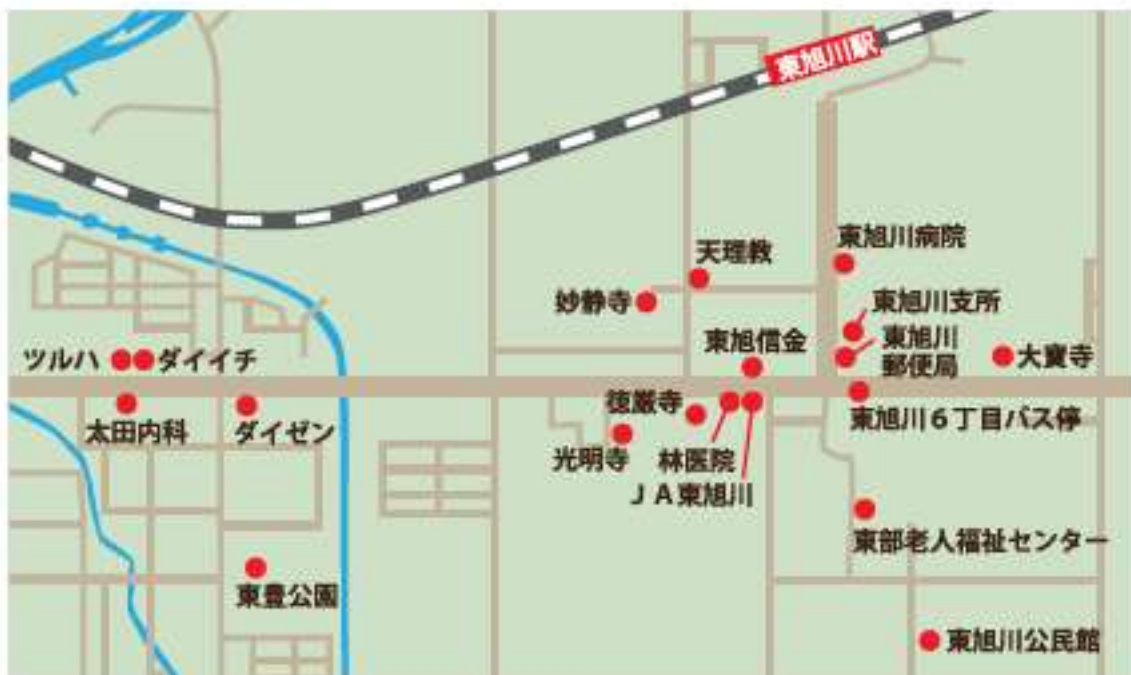 東旭川駅
東旭川病院
天理教
妙静寺
東旭川支所
東旭信金
東旭川
郵便局
大寶寺
ツルハ
ダイイチ
徳巌寺
東旭川6丁目バス停
太田内科
ダイゼン
光明寺
林医院
JA東旭川
東部老人福祉センター
東豊公園
東旭川公民館